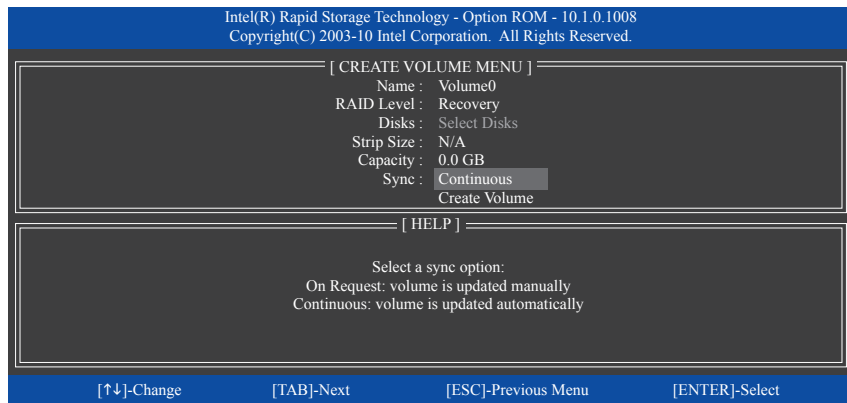 Intel(R) Rapid Storage Technology - Option ROM - 10.1.0.1008
Copyright(C) 2003-10 Intel Corporation. All Rights Reserved.
[ CREATE VOLUME MENU ]
Name : Volume0
RAID Level : Recovery
Disks : Select Disks
Strip Size : N/A
Capacity : 0.0 GB
Sync : Continuous
Create Volume
[ HELP ]
Select a sync option:
On Request: volume is updated manually
Continuous: volume is updated automatically
[↑↓]-Change [TAB]-Next [ESC]-Previous Menu [ENTER]-Select